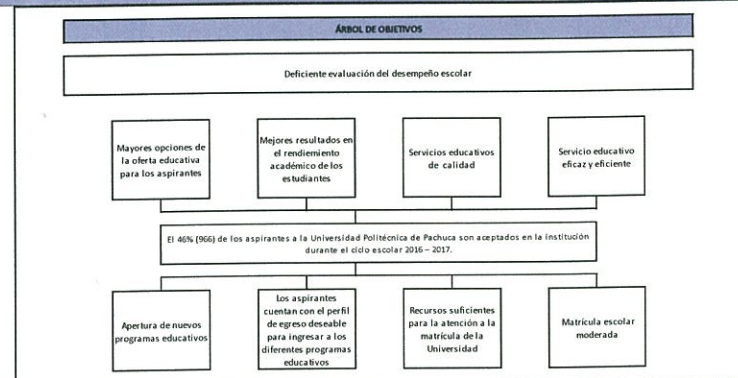 ÁRBOL DE OBJETIVOS
Deficiente evaluación del desempeño escolar
Mayores opciones de
la oferta educativa
para los aspirantes
Mejores resultados en
el rendiemiento
académico de los
estudiantes
Servicios educativos
de calidad
Servicio educativo
eficaz y eficiente
El 46% (966) de los aspirantes a la Universidad Politécnica de Pachuca son aceptados en la institución
durante el ciclo escolar 2016 – 2017.
Apertura de nuevos
programas educativos
Los aspirantes
cuentan con el perfil
de egreso deseable
para ingresar a los
diferentes programas
educativos
Recursos suficientes
para la atención a la
matrícula de la
Universidad
Matrícula escolar
moderada